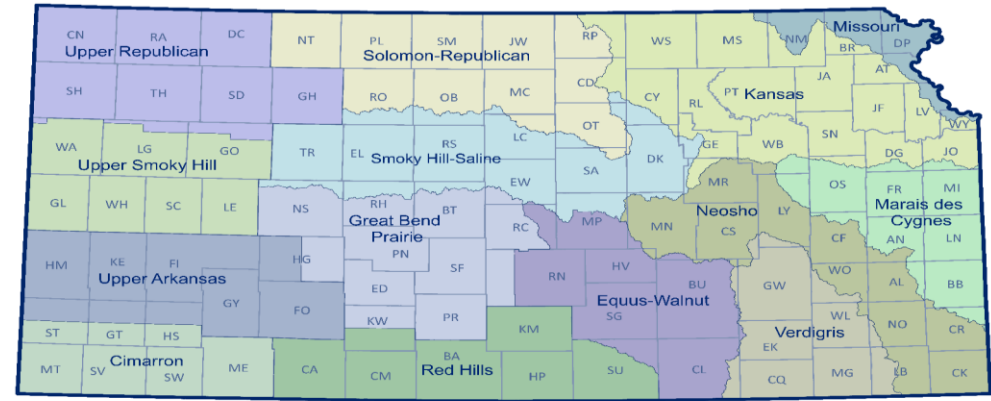 CN RA DC NT PL SM JW RP WS MS NM Missouri
Upper Republican Solomon-Republican BR DP
SH TH SD GH RO OB MC CD CY RL PT Kansas JA AT
OT JF LV
WY
WA LG GO TR EL RS LC SA DK GE WB SN DG JO
Upper Smoky Hill Smoky Hill-Saline
GL WH SC LE NS RH BT EW MR OS FR MI
Great Bend
Prairie
RC MP MN Neosho LY Marais des
Cygnes
CS CF AN LN
HM KE FI HG PN SF RN HV BU WO AL BB
Upper Arkansas ED Equus-Walnut GW
GY FO KW PR SG WL NO CR
ST GT HS KM Verdigris
Cimarron BA Red Hills EK
MT SV SW ME CA CM HP SU CL CQ MG LB CK